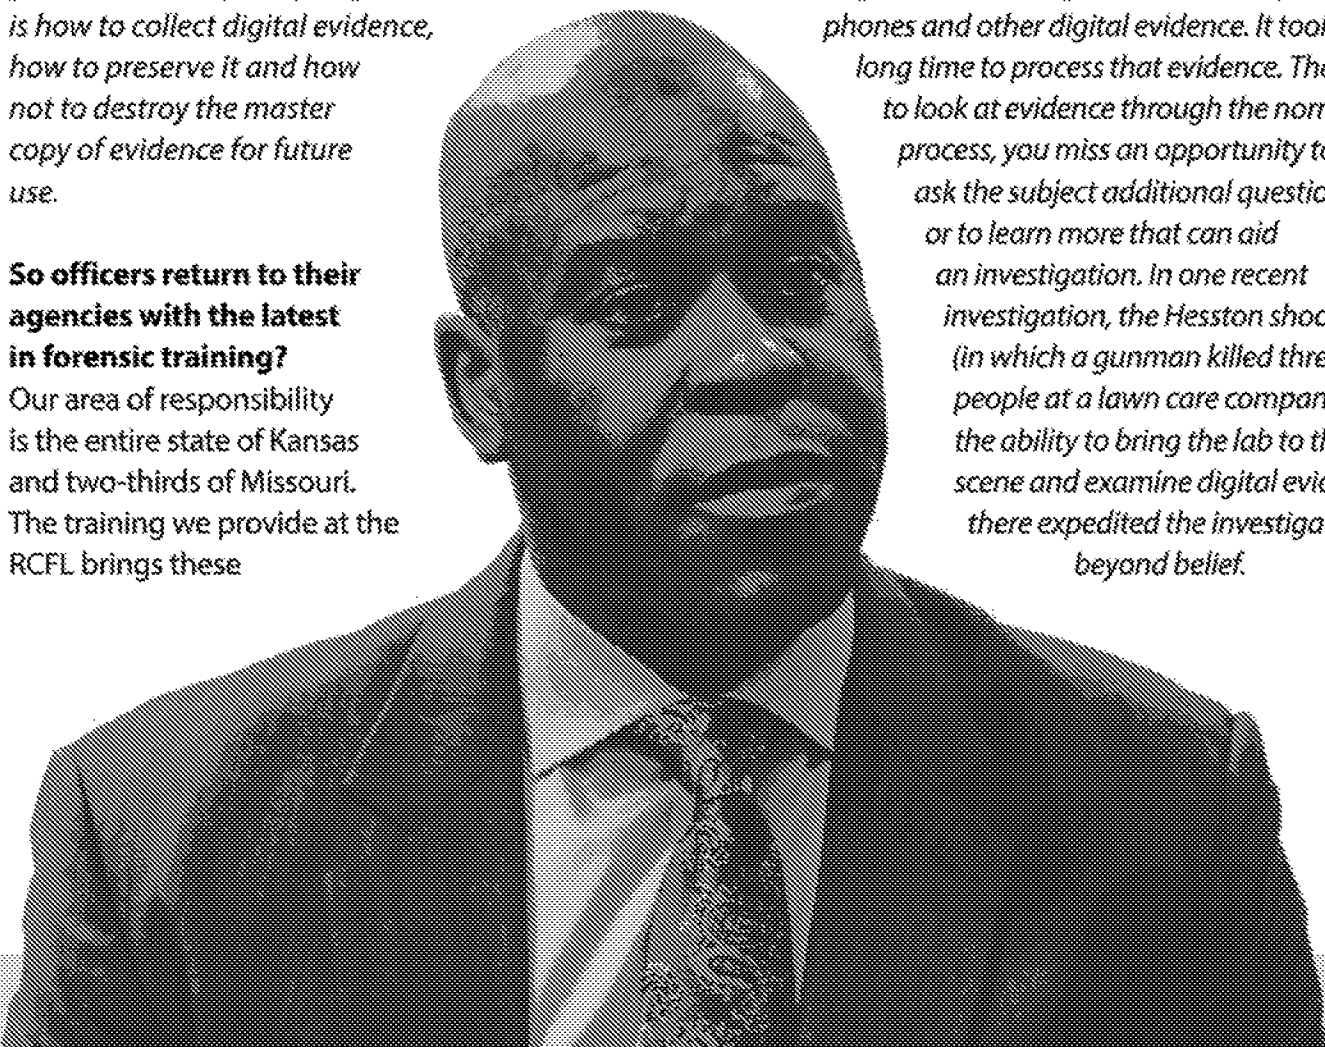 is how to collect digital evidence,
how to preserve it and how
not to destroy the master
copy of evidence for future
use.
So officers return to their
agencies with the latest
in forensic training?
Our area of responsibility
is the entire state of Kansas
and two-thirds of Missouri.
The training we provide at the
RCFL brings these
phones and other digital evidence. It
long time to process that evidence.
to look at evidence through the
process, you miss an opportunity
ask the subject additional
or to learn more that can aid
an investigation. In one recent
investigation, the Hesston
(in which a gunman killed
people at a lawn care
the ability to bring the lab to
scene and examine digital
there expedited the
beyond belief.